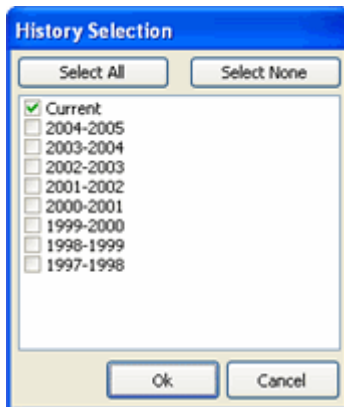 History Selection
Select All Select None
Current
2004-2005
2003-2004
2002-2003
2001-2002
2000-2001
1999-2000
1998-1999
1997-1998
Ok Cancel